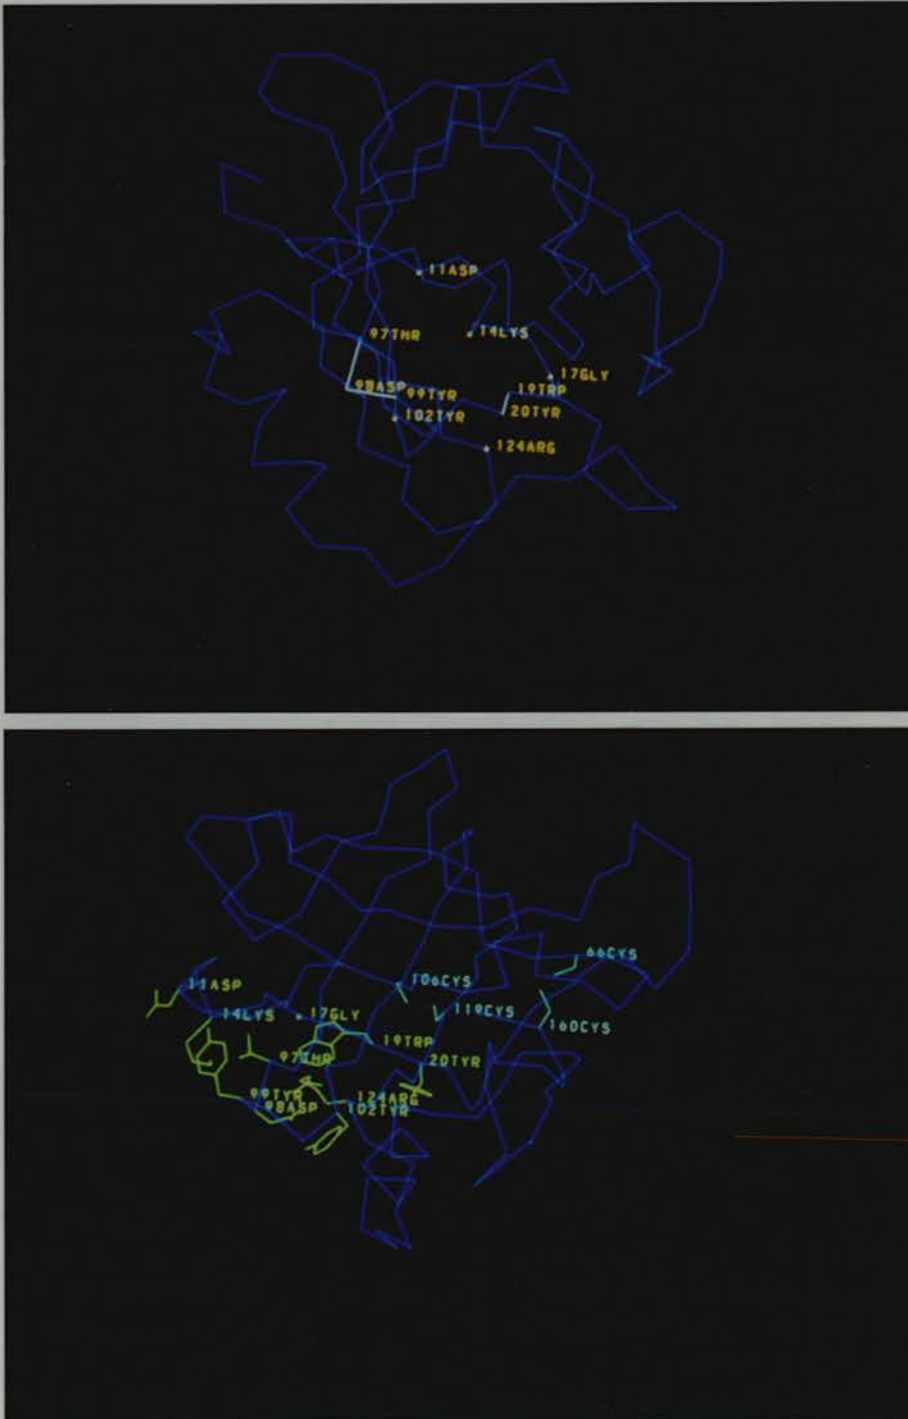 11ASP
97THR
14LYS
17GLY
98ASP
99TYR
19TRP
20TYR
102TYR
124ARG
66CYS
106CYS
11ASP
119CYS
14LYS
17GLY
160CYS
19TRP
97THR
20TYR
99TYR
124ARG
98ASP
102TYR